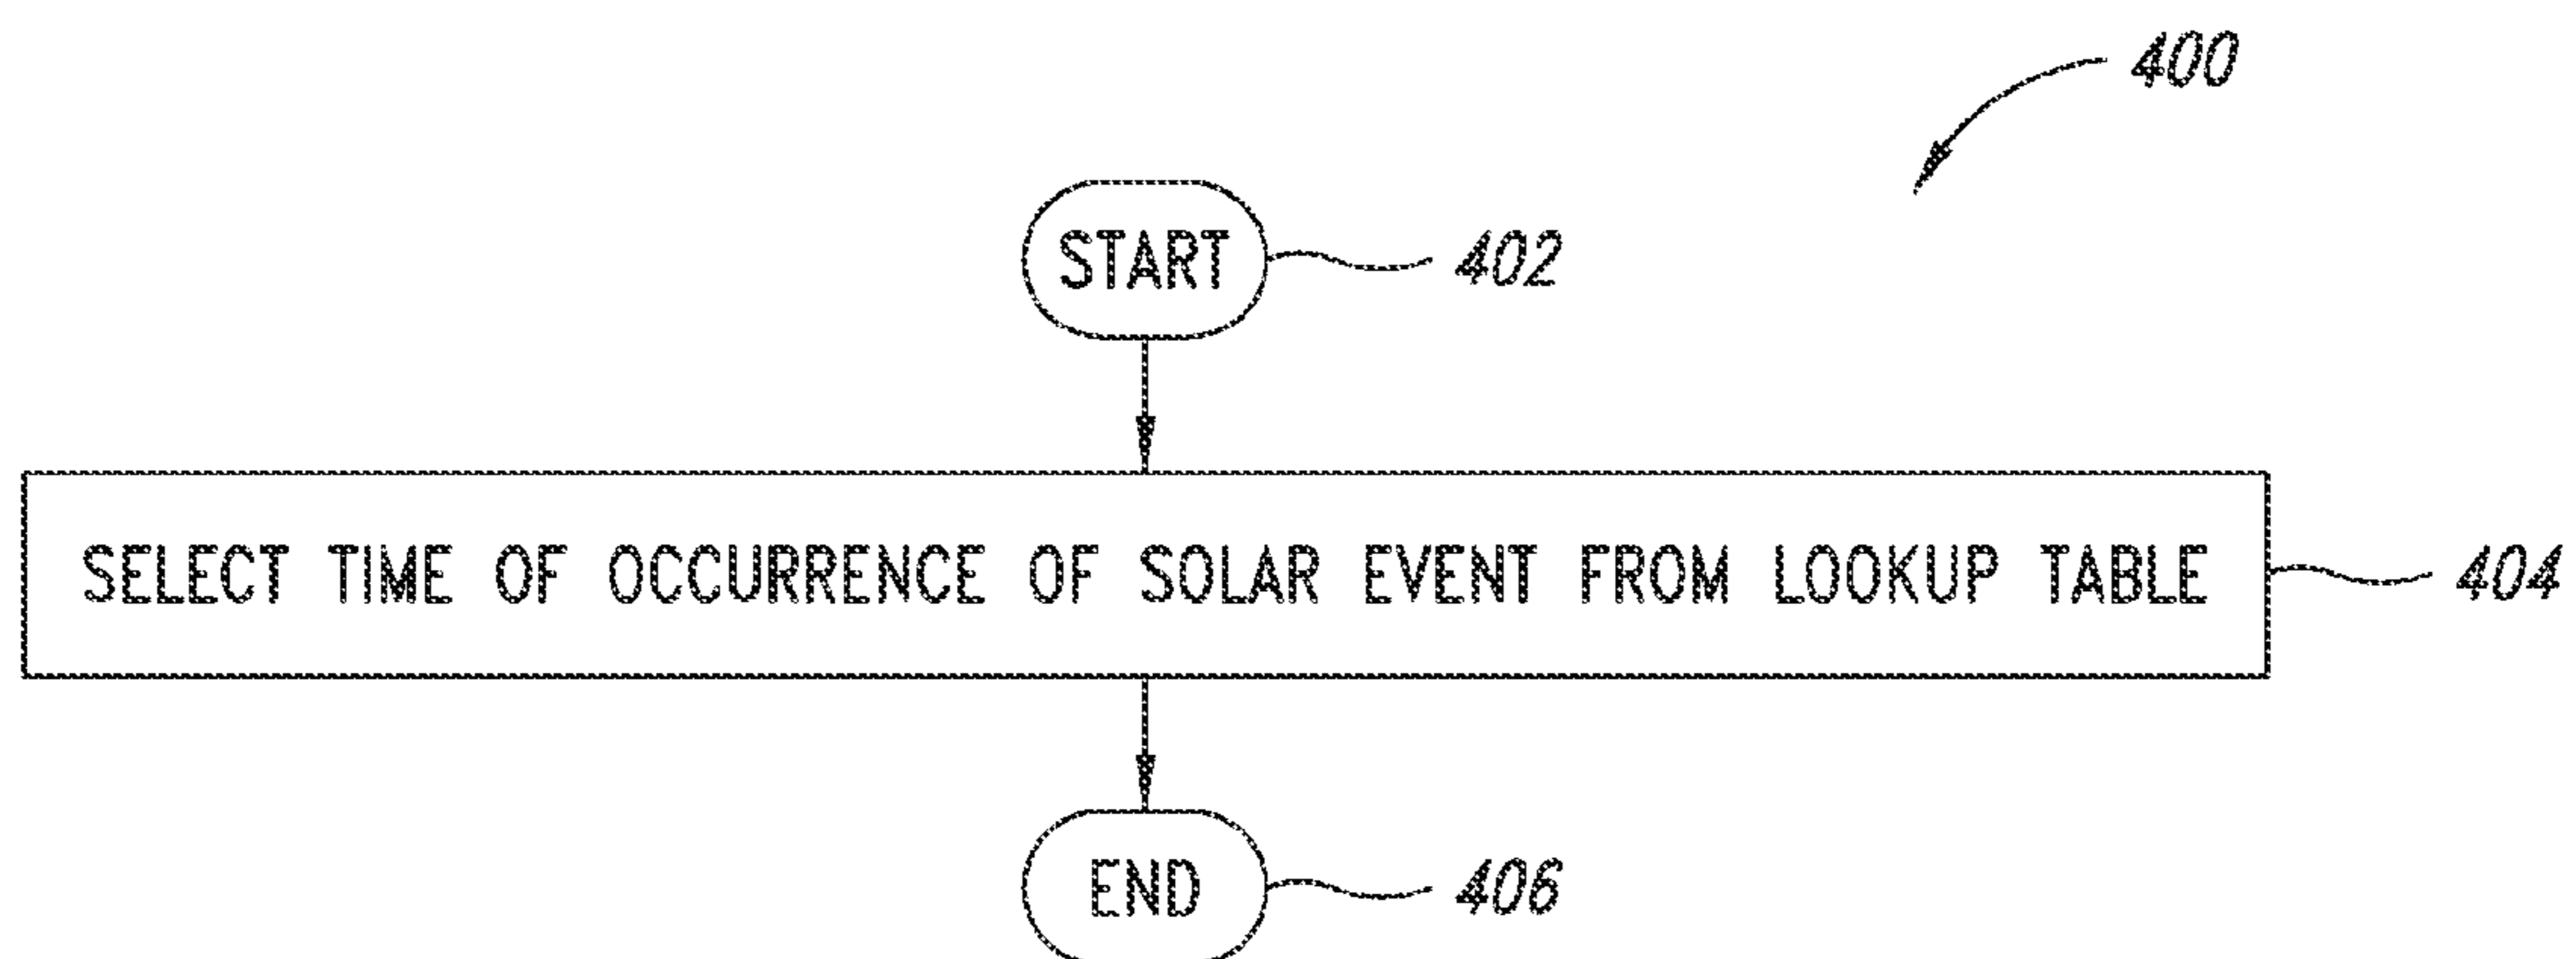 400
START
402
SELECT TIME OF OCCURRENCE OF SOLAR EVENT FROM LOOKUP TABLE
404
END
406